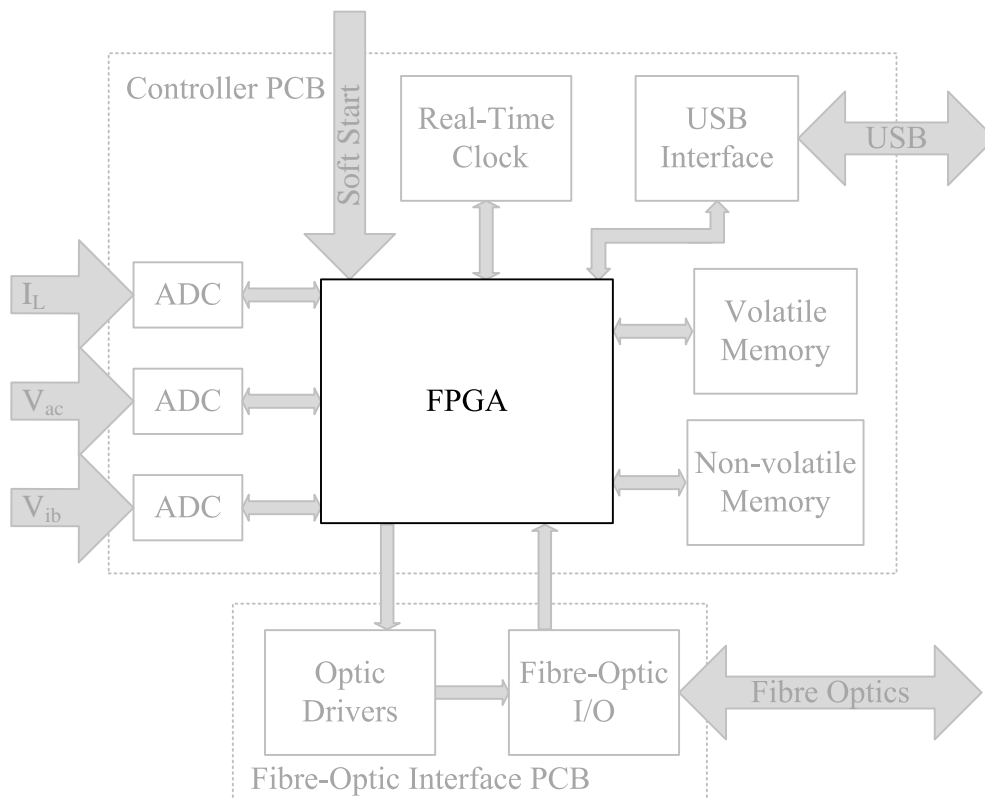 Controller PCB
Soft Start
Real-Time
Clock
USB
Interface
USB
I_L
ADC
V_ac
ADC
V_ib
ADC
FPGA
Volatile
Memory
Non-volatile
Memory
Optic
Drivers
Fibre-Optic
I/O
Fibre Optics
Fibre-Optic Interface PCB